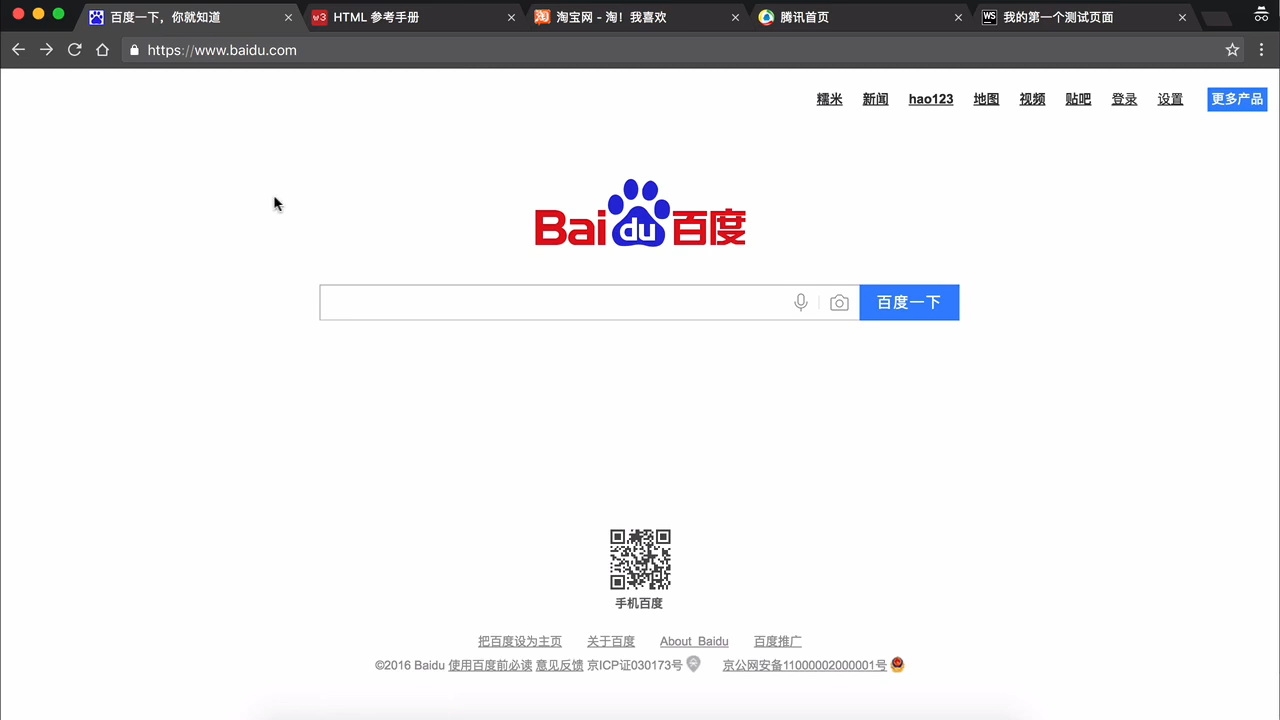 百度一下，你就知道
HTML 参考手册
淘宝网 - 淘！我喜欢
腾讯首页
我的第一个测试页面
https://www.baidu.com
糯米 新闻 hao123 地图 视频 贴吧 登录 设置 更多产品
Bai du 百度
百度一下
手机百度
把百度设为主页 关于百度 About Baidu 百度推广
©2016 Baidu 使用百度前必读 意见反馈 京ICP证030173号 京公网安备11000002000001号